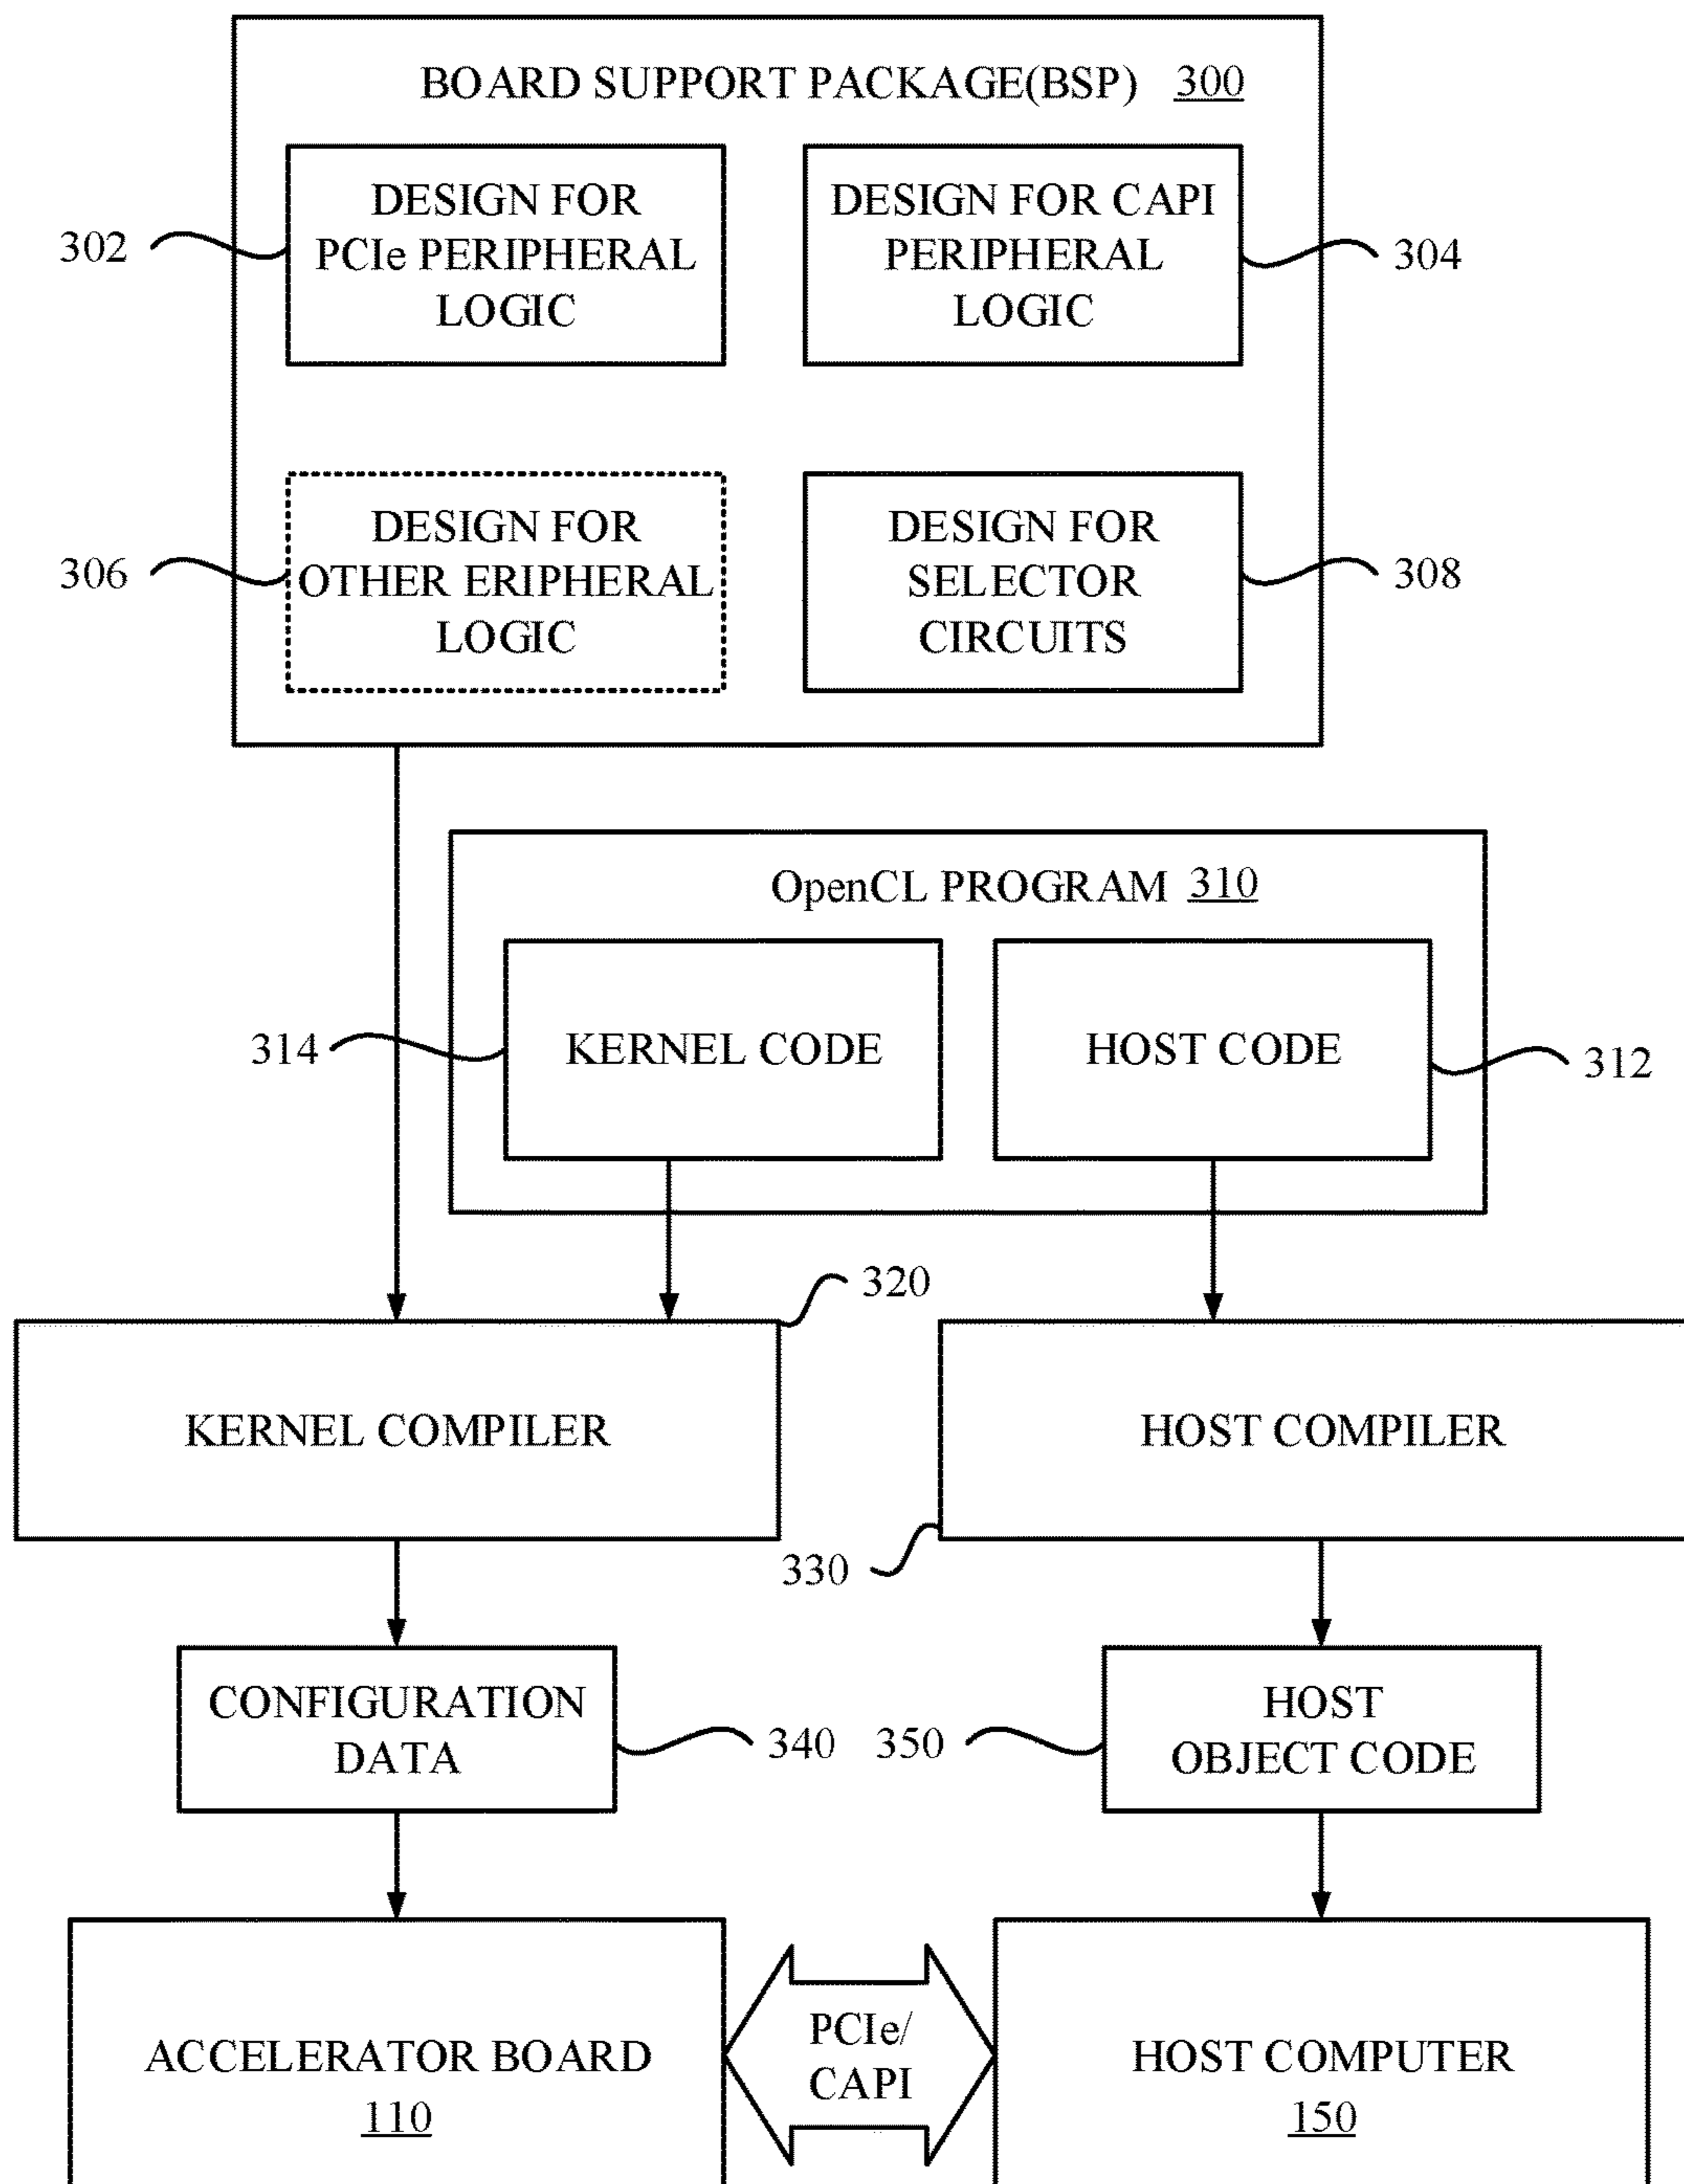 BOARD SUPPORT PACKAGE(BSP) 300
DESIGN FOR
PCIe PERIPHERAL
LOGIC
302
DESIGN FOR CAPI
PERIPHERAL
LOGIC
304
DESIGN FOR
OTHER ERIPHERAL
LOGIC
306
DESIGN FOR
SELECTOR
CIRCUITS
308
OpenCL PROGRAM 310
314
KERNEL CODE
HOST CODE
312
320
KERNEL COMPILER
HOST COMPILER
330
CONFIGURATION
DATA
340
350
HOST
OBJECT CODE
ACCELERATOR BOARD
110
PCIe/
CAPI
HOST COMPUTER
150